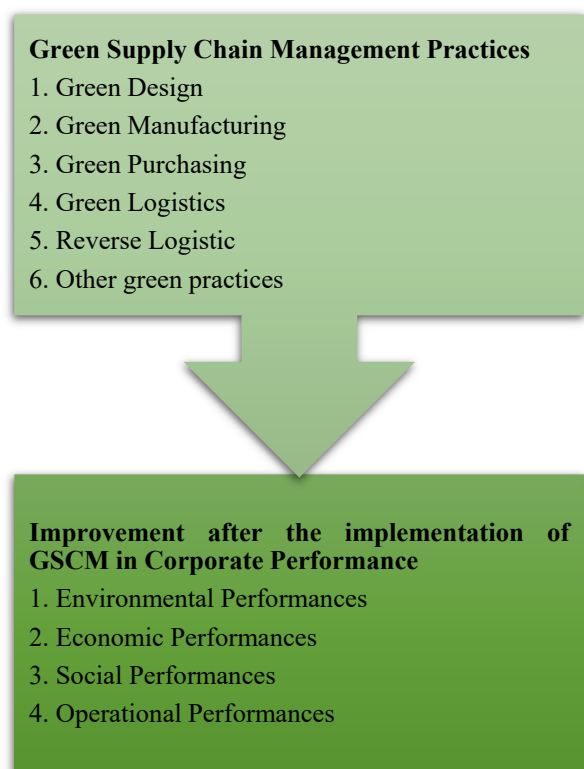 Green Supply Chain Management Practices
1. Green Design
2. Green Manufacturing
3. Green Purchasing
4. Green Logistics
5. Reverse Logistic
6. Other green practices
Improvement after the implementation of
GSCM in Corporate Performance
1. Environmental Performances
2. Economic Performances
3. Social Performances
4. Operational Performances